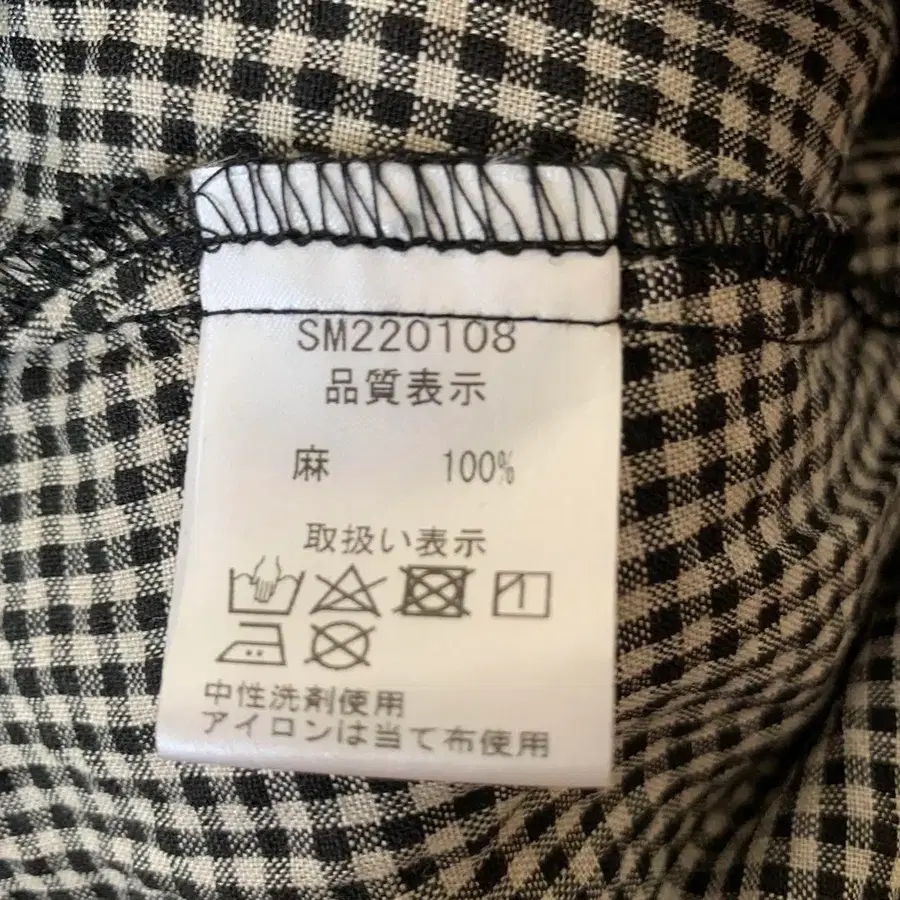 SM220108
品質表示
麻 100%
取扱い表示
中性洗剤使用
アイロンは当て布使用